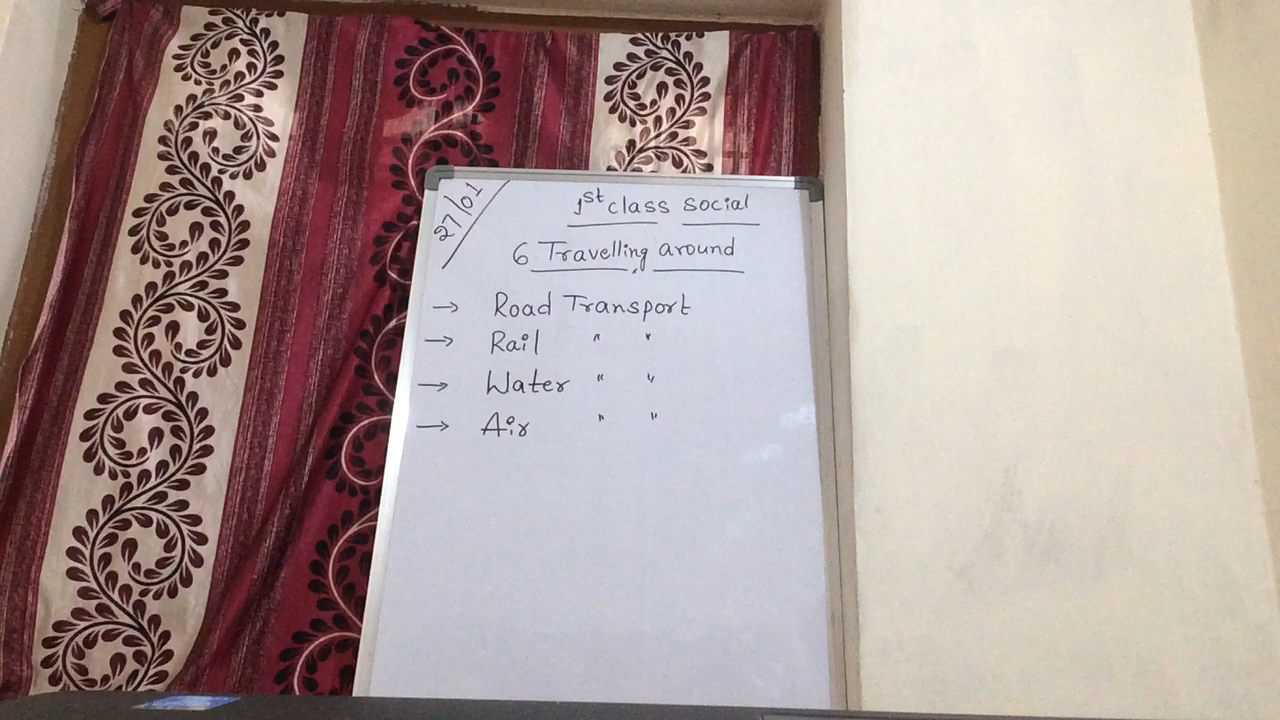 27/01
1st class social
6 Travelling around
→ Road Transport
→ Rail " "
→ Water " "
→ Air " "